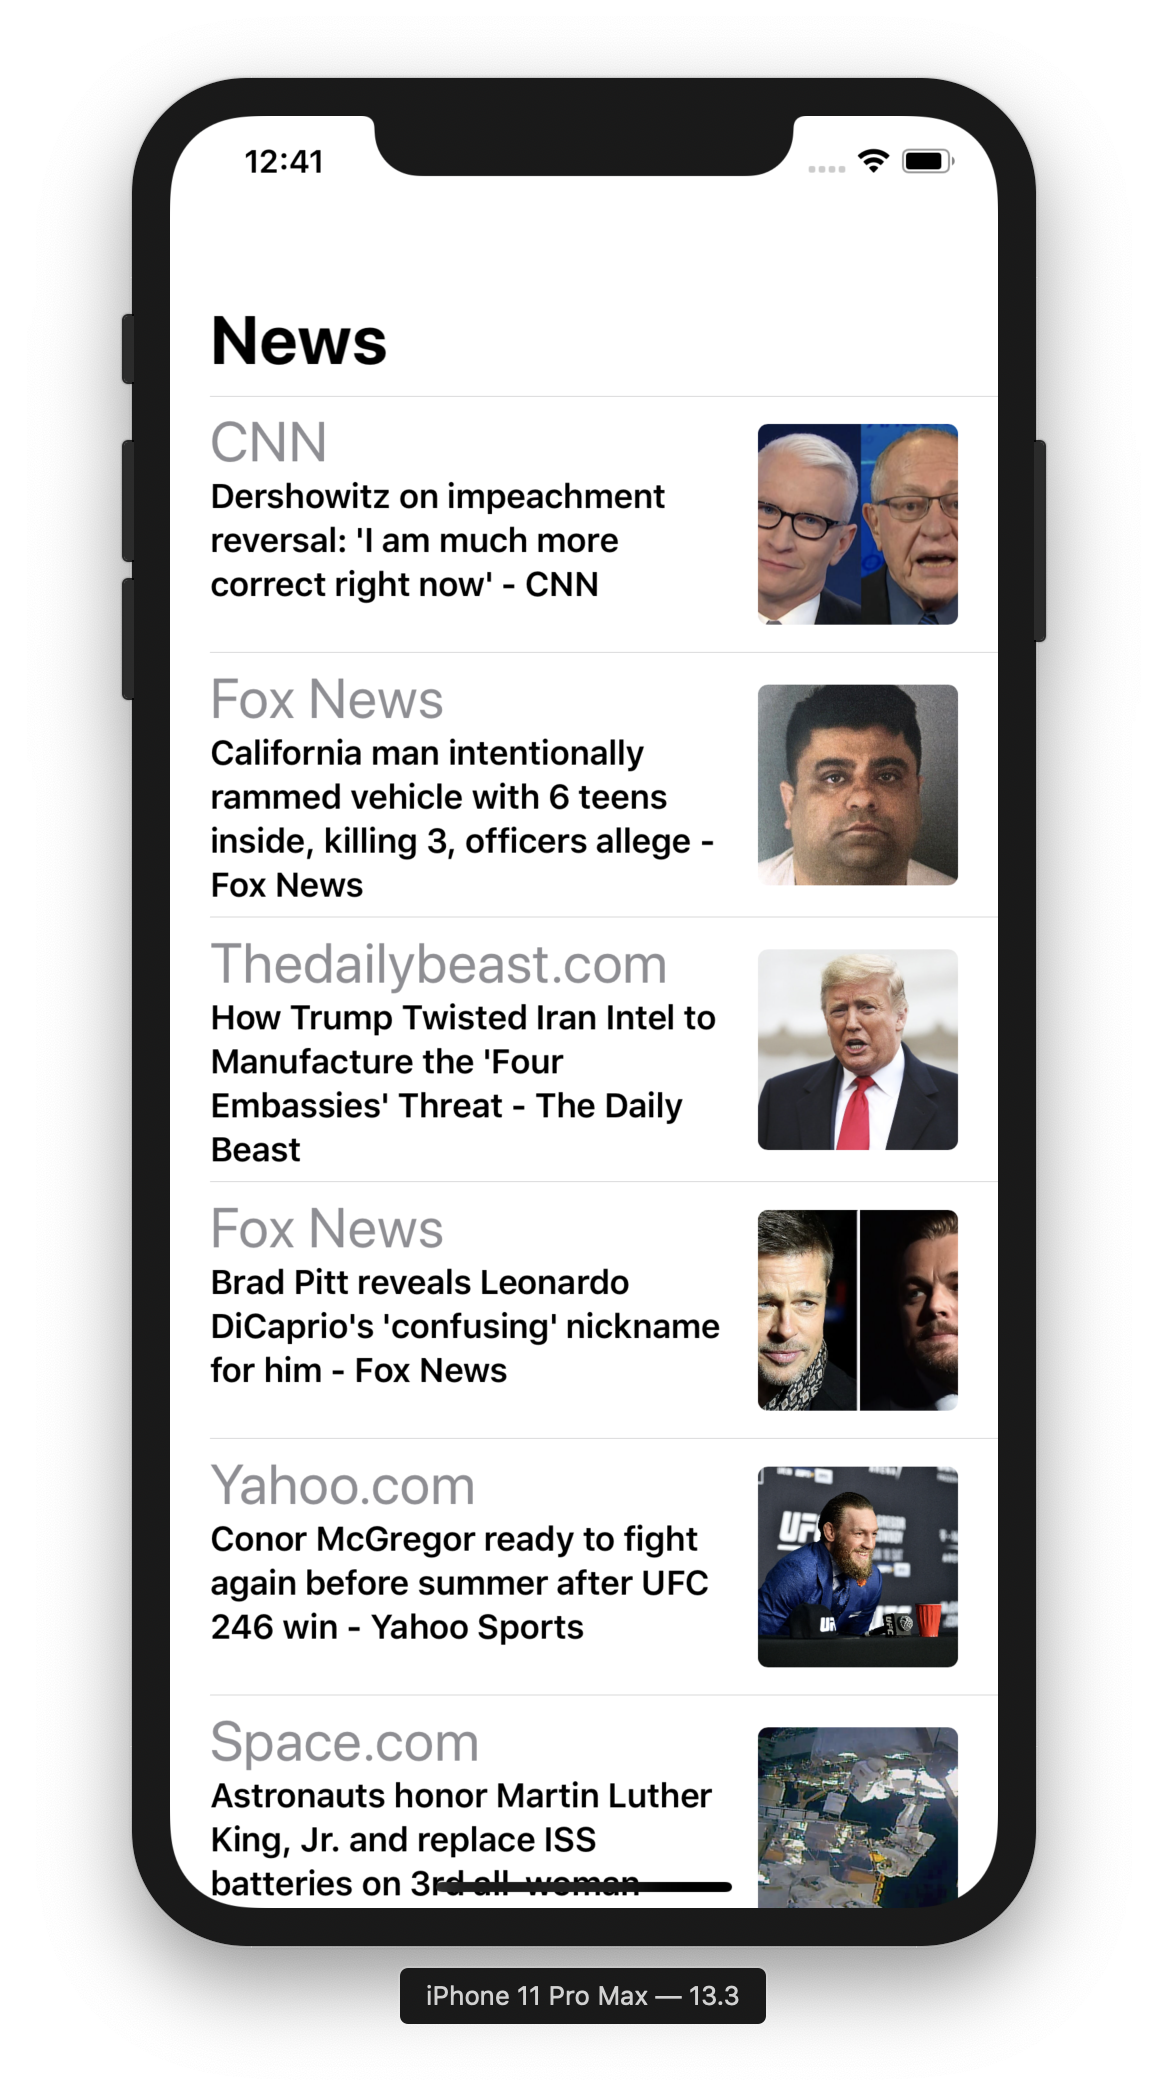 12:41
News
CNN
Dershowitz on impeachment
reversal: 'I am much more
correct right now' - CNN
Fox News
California man intentionally
rammed vehicle with 6 teens
inside, killing 3, officers allege -
Fox News
Thedailybeast.com
How Trump Twisted Iran Intel to
Manufacture the 'Four
Embassies' Threat - The Daily
Beast
Fox News
Brad Pitt reveals Leonardo
DiCaprio's 'confusing' nickname
for him - Fox News
Yahoo.com
Conor McGregor ready to fight
again before summer after UFC
246 win - Yahoo Sports
UFC
Space.com
Astronauts honor Martin Luther
King, Jr. and replace ISS
batteries on 3rd all-woman
iPhone 11 Pro Max — 13.3